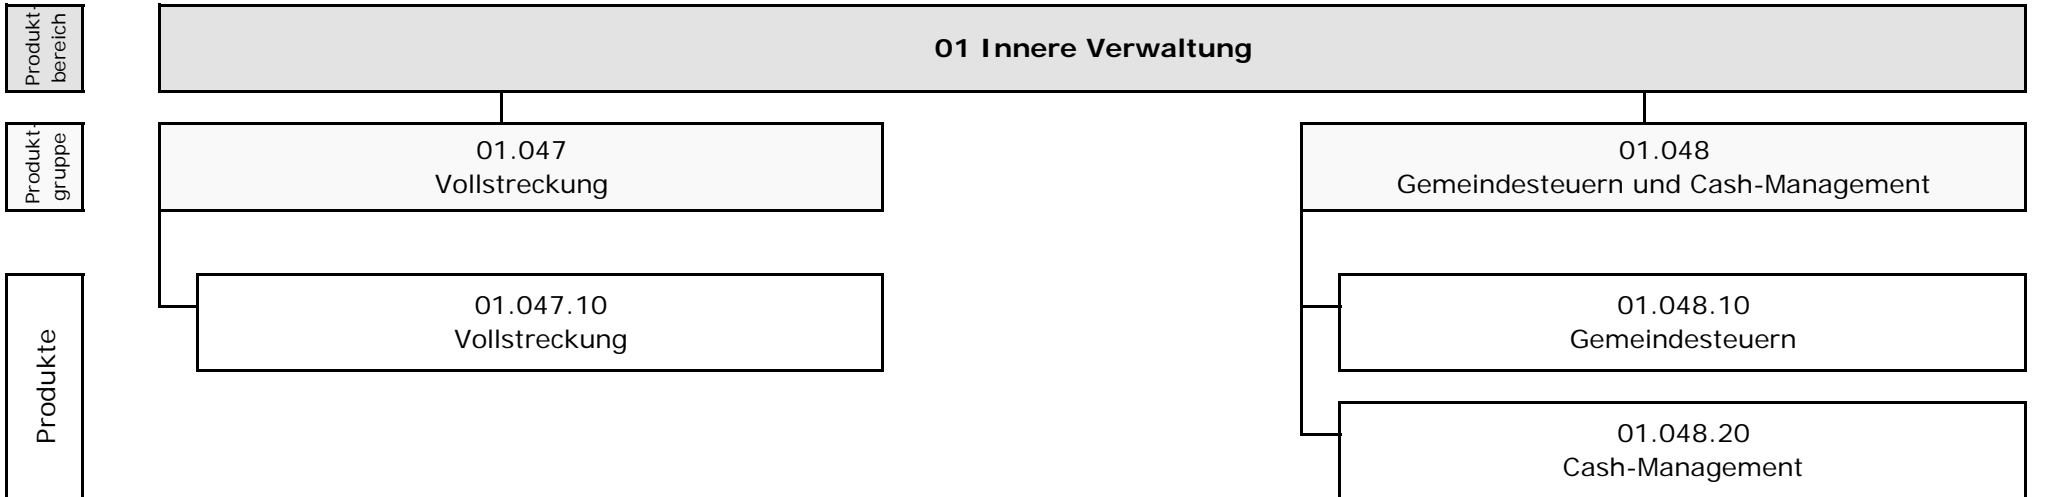 Produkt-
bereich
01 Innere Verwaltung
Produkt-
gruppe
01.047
Vollstreckung
01.048
Gemeindesteuern und Cash-Management
Produkte
01.047.10
Vollstreckung
01.048.10
Gemeindesteuern
01.048.20
Cash-Management